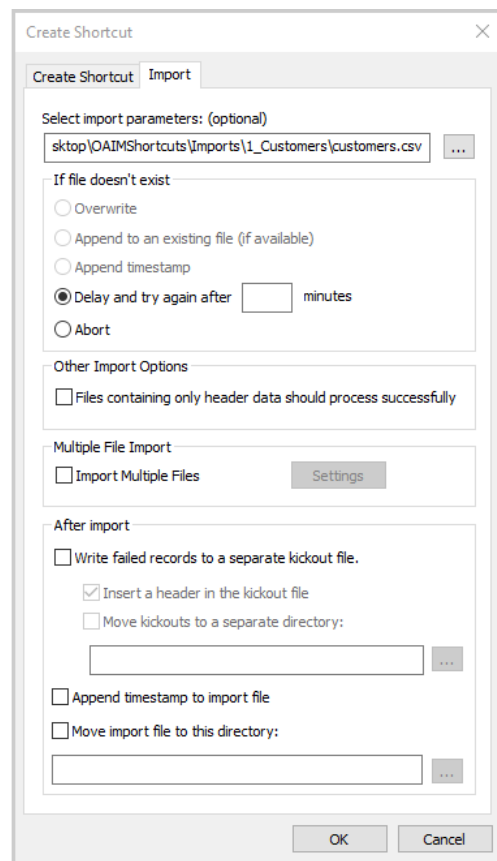 Create Shortcut
Create Shortcut Import
Select import parameters: (optional)
sktop\OAIMShortcuts\Imports\1_Customers\customers.csv ...
If file doesn't exist
Overwrite
Append to an existing file (if available)
Append timestamp
Delay and try again after minutes
Abort
Other Import Options
Files containing only header data should process successfully
Multiple File Import
Import Multiple Files Settings
After import
Write failed records to a separate kickout file.
Insert a header in the kickout file
Move kickouts to a separate directory:
...
Append timestamp to import file
Move import file to this directory:
...
OK Cancel